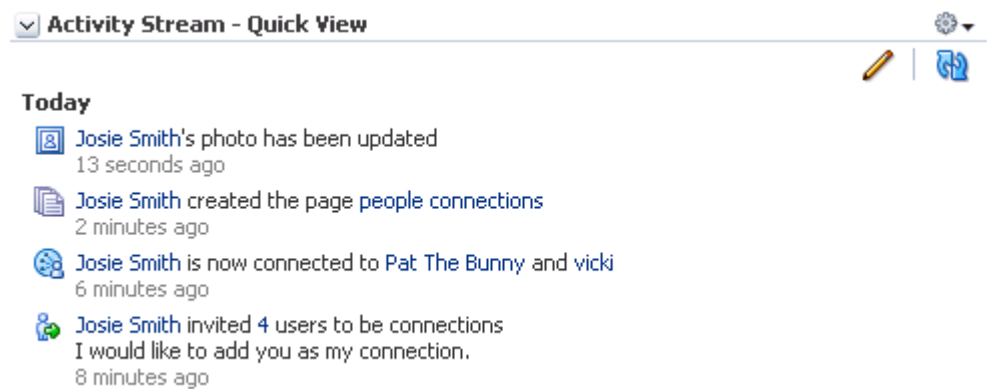 Activity Stream - Quick View
Today
Josie Smith's photo has been updated
13 seconds ago
Josie Smith created the page people connections
2 minutes ago
Josie Smith is now connected to Pat The Bunny and vicki
6 minutes ago
Josie Smith invited 4 users to be connections
I would like to add you as my connection.
8 minutes ago